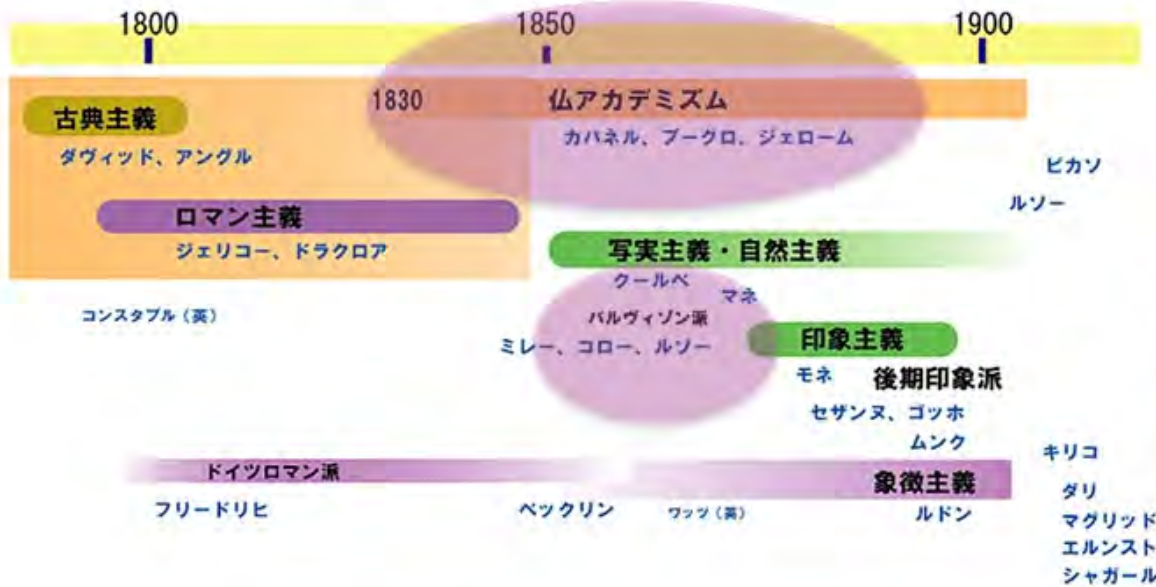 1800
1850
1900
1830
仏アカデミズム
古典主義
カバネル、ブーグロ、ジェローム
ダヴィッド、アングル
ピカソ
ルソー
ロマン主義
ジェリコー、ドラクロア
写実主義・自然主義
クールベ
マネ
コンスタブル（英）
バルヴィゾン派
ミレー、コロー、ルソー
印象主義
モネ
後期印象派
セザンヌ、ゴッホ
ムンク
キリコ
ドイツロマン派
象徴主義
フリードリヒ
ベックリン
ワッツ（英）
ルドン
ダリ
マグリッド
エルンスト
シャガール